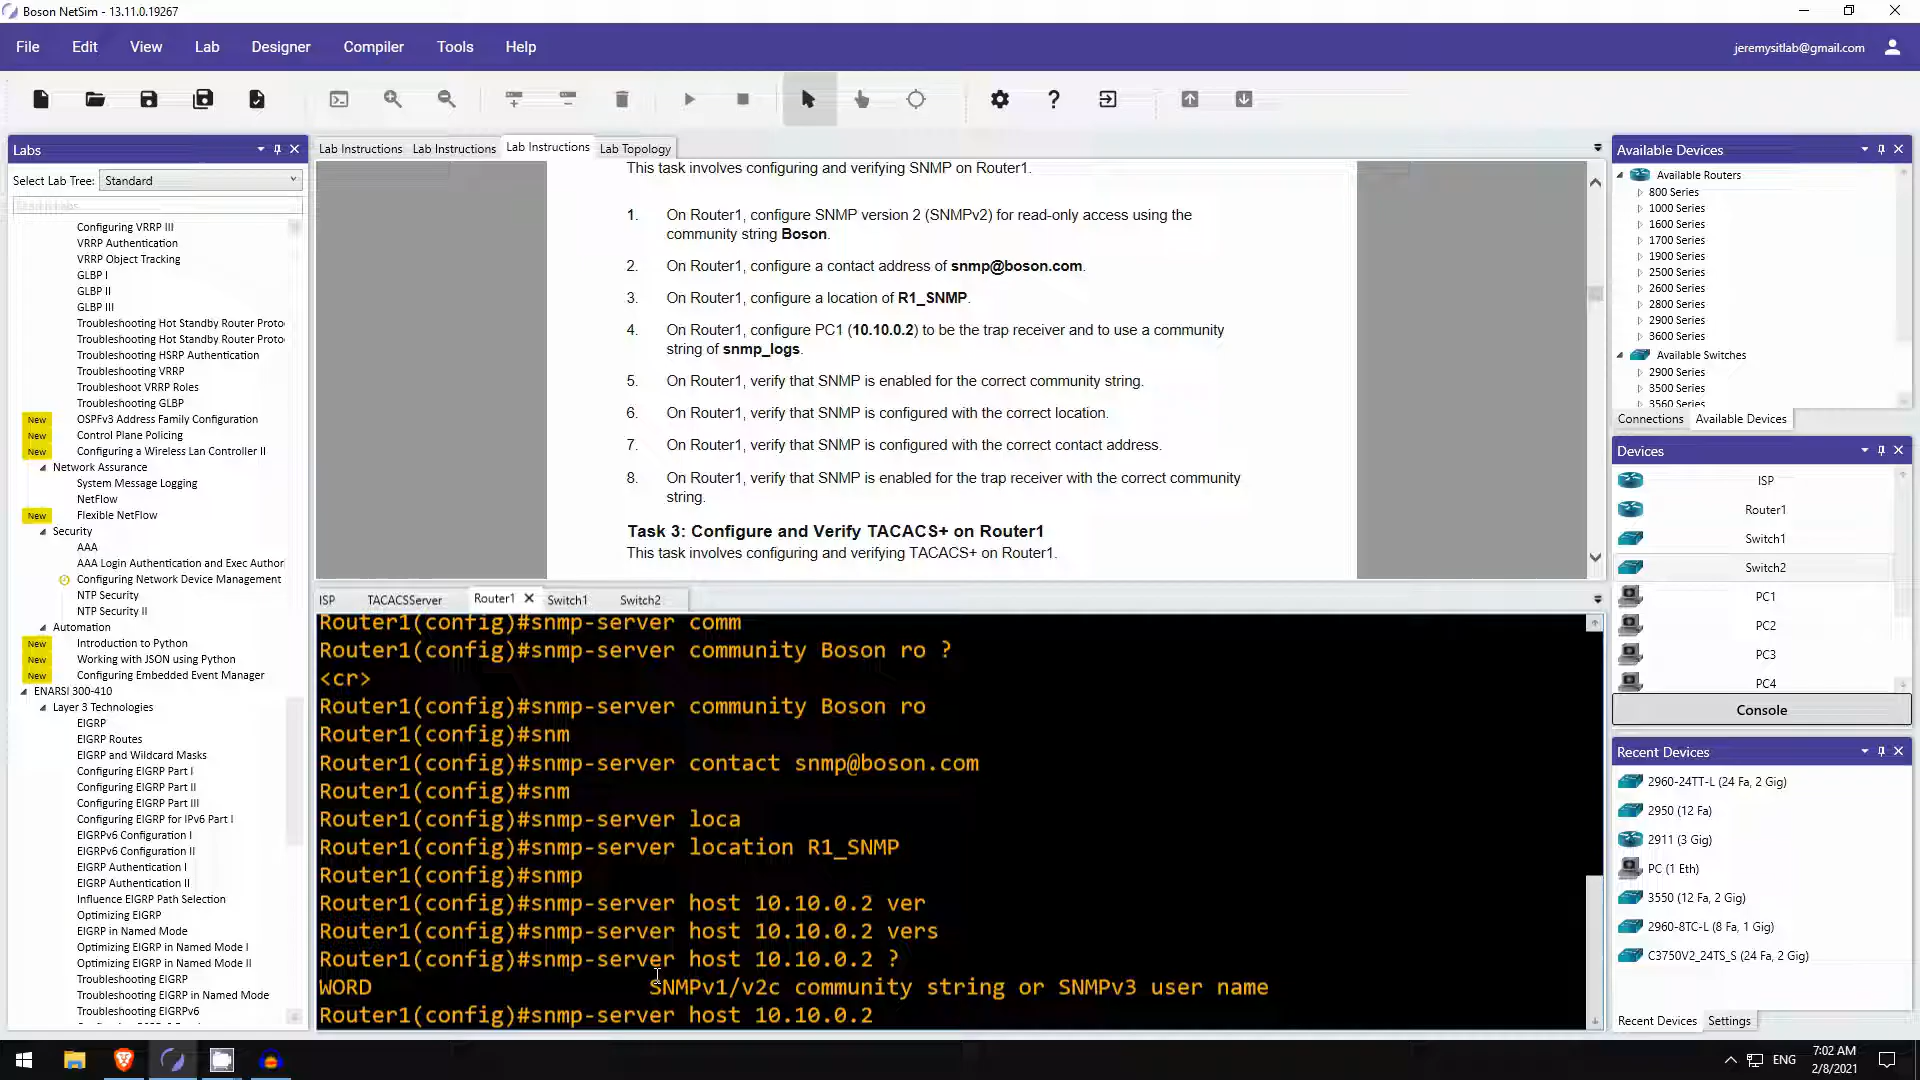 Boson NetSim - 13.11.0.19267
File Edit View Lab Designer Compiler Tools Help
jeremysitlab@gmail.com
Labs
Select Lab Tree: Standard
Configuring VRRP III
VRRP Authentication
VRRP Object Tracking
GLBP I
GLBP II
GLBP III
Troubleshooting Hot Standby Router Proto
Troubleshooting Hot Standby Router Proto
Troubleshooting HSRP Authentication
Troubleshooting VRRP
Troubleshoot VRRP Roles
Troubleshooting GLBP
New OSPFv3 Address Family Configuration
New Control Plane Policing
New Configuring a Wireless Lan Controller II
Network Assurance
System Message Logging
NetFlow
New Flexible NetFlow
Security
AAA
AAA Login Authentication and Exec Author
Configuring Network Device Management
NTP Security
NTP Security II
Automation
New Introduction to Python
New Working with JSON using Python
New Configuring Embedded Event Manager
ENARSI 300-410
Layer 3 Technologies
EIGRP
EIGRP Routes
EIGRP and Wildcard Masks
Configuring EIGRP Part I
Configuring EIGRP Part II
Configuring EIGRP Part III
Configuring EIGRP for IPv6 Part I
EIGRPv6 Configuration I
EIGRPv6 Configuration II
EIGRP Authentication I
EIGRP Authentication II
Influence EIGRP Path Selection
Optimizing EIGRP
EIGRP in Named Mode
Optimizing EIGRP in Named Mode I
Optimizing EIGRP in Named Mode II
Troubleshooting EIGRP
Troubleshooting EIGRP in Named Mode
Troubleshooting EIGRPv6
Lab Instructions Lab Instructions Lab Instructions Lab Topology
This task involves configuring and verifying SNMP on Router1.
1. On Router1, configure SNMP version 2 (SNMPv2) for read-only access using the
community string Boson.
2. On Router1, configure a contact address of snmp@boson.com.
3. On Router1, configure a location of R1_SNMP.
4. On Router1, configure PC1 (10.10.0.2) to be the trap receiver and to use a community
string of snmp_logs.
5. On Router1, verify that SNMP is enabled for the correct community string.
6. On Router1, verify that SNMP is configured with the correct location.
7. On Router1, verify that SNMP is configured with the correct contact address.
8. On Router1, verify that SNMP is enabled for the trap receiver with the correct community
string.
Task 3: Configure and Verify TACACS+ on Router1
This task involves configuring and verifying TACACS+ on Router1.
ISP TACACSServer Router1 Switch1 Switch2
Router1(config)#snmp-server comm
Router1(config)#snmp-server community Boson ro ?
<cr>
Router1(config)#snmp-server community Boson ro
Router1(config)#snm
Router1(config)#snmp-server contact snmp@boson.com
Router1(config)#snm
Router1(config)#snmp-server loca
Router1(config)#snmp-server location R1_SNMP
Router1(config)#snmp
Router1(config)#snmp-server host 10.10.0.2 ver
Router1(config)#snmp-server host 10.10.0.2 vers
Router1(config)#snmp-server host 10.10.0.2 ?
WORD SNMPv1/v2c community string or SNMPv3 user name
Router1(config)#snmp-server host 10.10.0.2
Available Devices
Available Routers
800 Series
1000 Series
1600 Series
1700 Series
1900 Series
2500 Series
2600 Series
2800 Series
2900 Series
3600 Series
Available Switches
2900 Series
3500 Series
3560 Series
Connections Available Devices
Devices
ISP
Router1
Switch1
Switch2
PC1
PC2
PC3
PC4
Console
Recent Devices
2960-24TT-L (24 Fa, 2 Gig)
2950 (12 Fa)
2911 (3 Gig)
PC (1 Eth)
3550 (12 Fa, 2 Gig)
2960-8TC-L (8 Fa, 1 Gig)
C3750V2_24TS_S (24 Fa, 2 Gig)
Recent Devices Settings
ENG
7:02 AM
2/8/2021